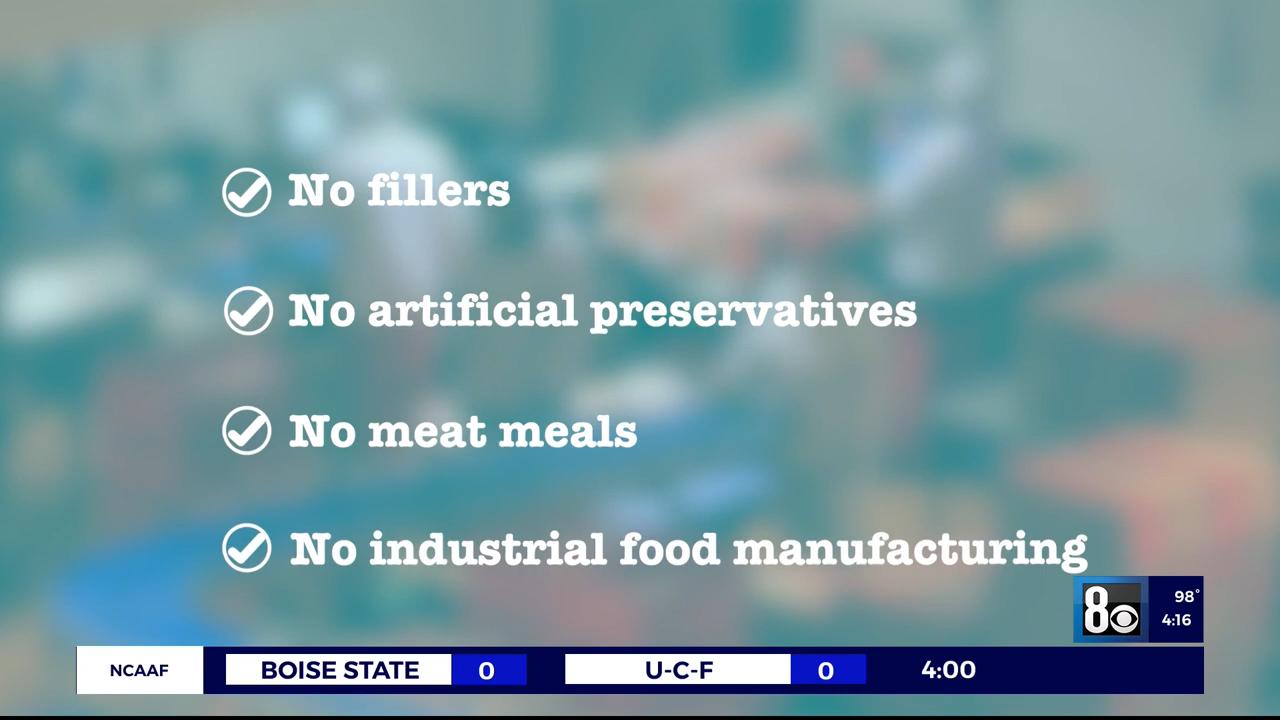 No fillers
No artificial preservatives
No meat meals
No industrial food manufacturing
8
98°
4:16
NCAAF BOISE STATE 0 U-C-F 0 4:00